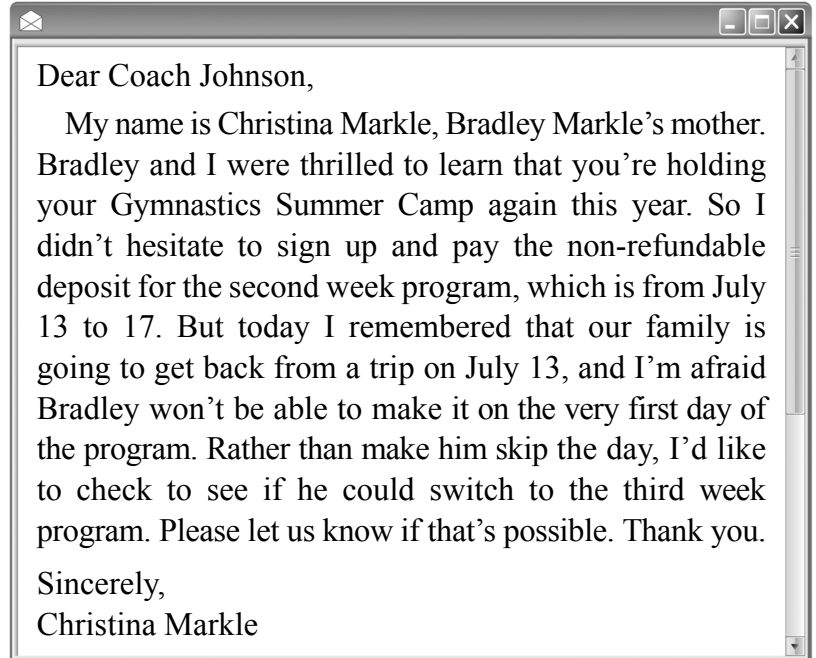 Dear Coach Johnson,
My name is Christina Markle, Bradley Markle’s mother.
Bradley and I were thrilled to learn that you’re holding
your Gymnastics Summer Camp again this year. So I
didn’t hesitate to sign up and pay the non-refundable
deposit for the second week program, which is from July
13 to 17. But today I remembered that our family is
going to get back from a trip on July 13, and I’m afraid
Bradley won’t be able to make it on the very first day of
the program. Rather than make him skip the day, I’d like
to check to see if he could switch to the third week
program. Please let us know if that’s possible. Thank you.
Sincerely,
Christina Markle